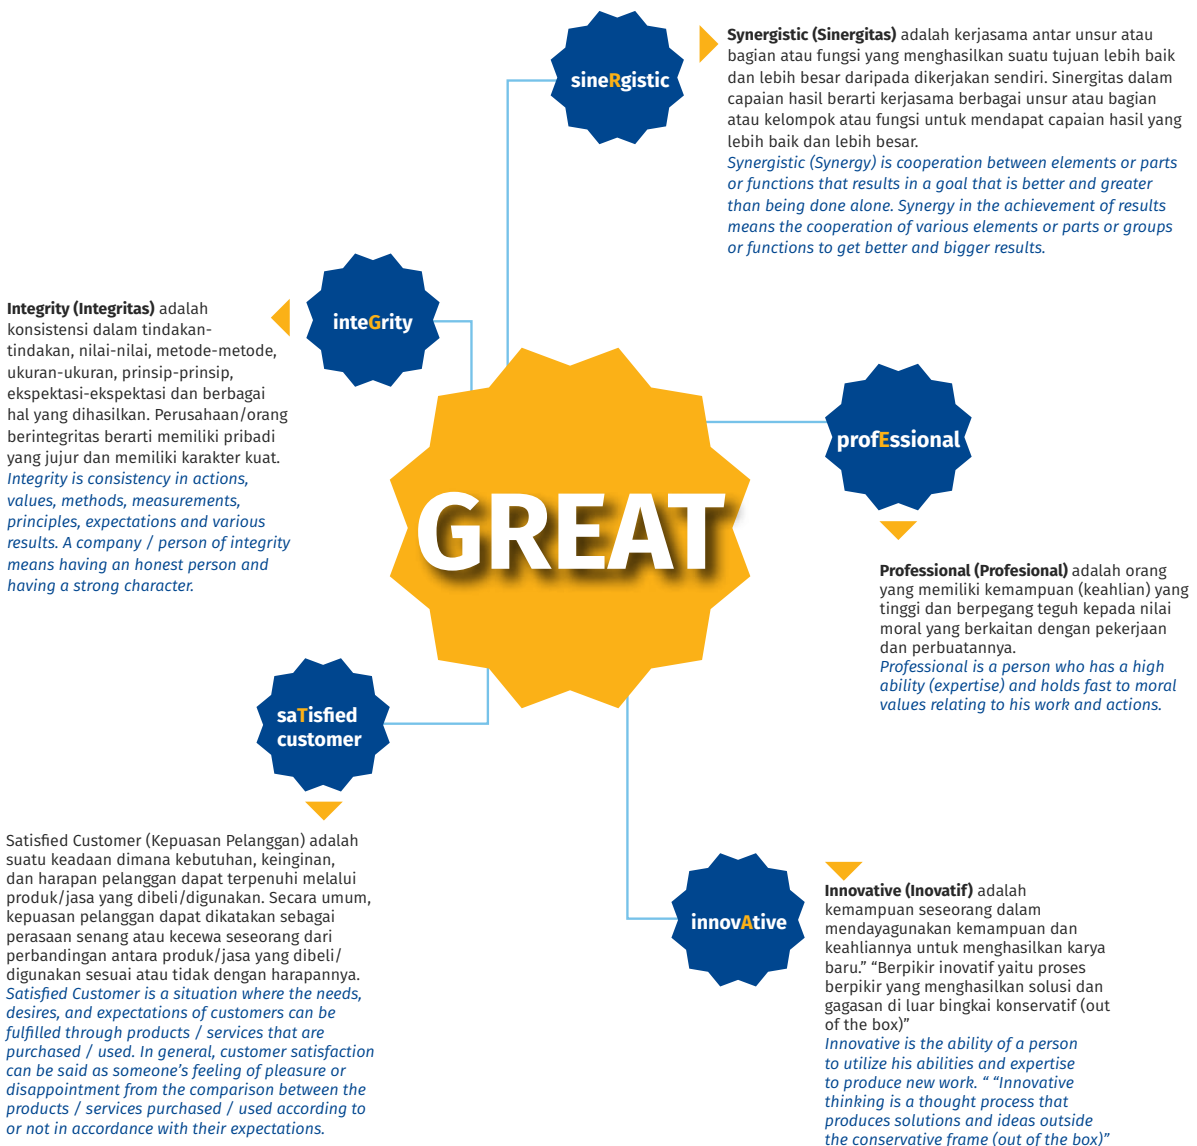 sineRgistic
Synergistic (Sinergitas) adalah kerjasama antar unsur atau
bagian atau fungsi yang menghasilkan suatu tujuan lebih baik
dan lebih besar daripada dikerjakan sendiri. Sinergitas dalam
capaian hasil berarti kerjasama berbagai unsur atau bagian
atau kelompok atau fungsi untuk mendapat capaian hasil yang
lebih baik dan lebih besar.
Synergistic (Synergy) is cooperation between elements or parts
or functions that results in a goal that is better and greater
than being done alone. Synergy in the achievement of results
means the cooperation of various elements or parts or groups
or functions to get better and bigger results.
inteGrity
Integrity (Integritas) adalah
konsistensi dalam tindakan-
tindakan, nilai-nilai, metode-metode,
ukuran-ukuran, prinsip-prinsip,
ekspektasi-ekspektasi dan berbagai
hal yang dihasilkan. Perusahaan/orang
berintegritas berarti memiliki pribadi
yang jujur dan memiliki karakter kuat.
Integrity is consistency in actions,
values, methods, measurements,
principles, expectations and various
results. A company / person of integrity
means having an honest person and
having a strong character.
GREAT
profEssional
Professional (Profesional) adalah orang
yang memiliki kemampuan (keahlian) yang
tinggi dan berpegang teguh kepada nilai
moral yang berkaitan dengan pekerjaan
dan perbuatannya.
Professional is a person who has a high
ability (expertise) and holds fast to moral
values relating to his work and actions.
saTisfied
customer
Satisfied Customer (Kepuasan Pelanggan) adalah
suatu keadaan dimana kebutuhan, keinginan,
dan harapan pelanggan dapat terpenuhi melalui
produk/jasa yang dibeli/digunakan. Secara umum,
kepuasan pelanggan dapat dikatakan sebagai
perasaan senang atau kecewa seseorang dari
perbandingan antara produk/jasa yang dibeli/
digunakan sesuai atau tidak dengan harapannya.
Satisfied Customer is a situation where the needs,
desires, and expectations of customers can be
fulfilled through products / services that are
purchased / used. In general, customer satisfaction
can be said as someone's feeling of pleasure or
disappointment from the comparison between the
products / services purchased / used according to
or not in accordance with their expectations.
innovAtive
Innovative (Inovatif) adalah
kemampuan seseorang dalam
mendayagunakan kemampuan dan
keahliannya untuk menghasilkan karya
baru.” “Berpikir inovatif yaitu proses
berpikir yang menghasilkan solusi dan
gagasan di luar bingkai konservatif (out
of the box)”
Innovative is the ability of a person
to utilize his abilities and expertise
to produce new work. “ “Innovative
thinking is a thought process that
produces solutions and ideas outside
the conservative frame (out of the box)”